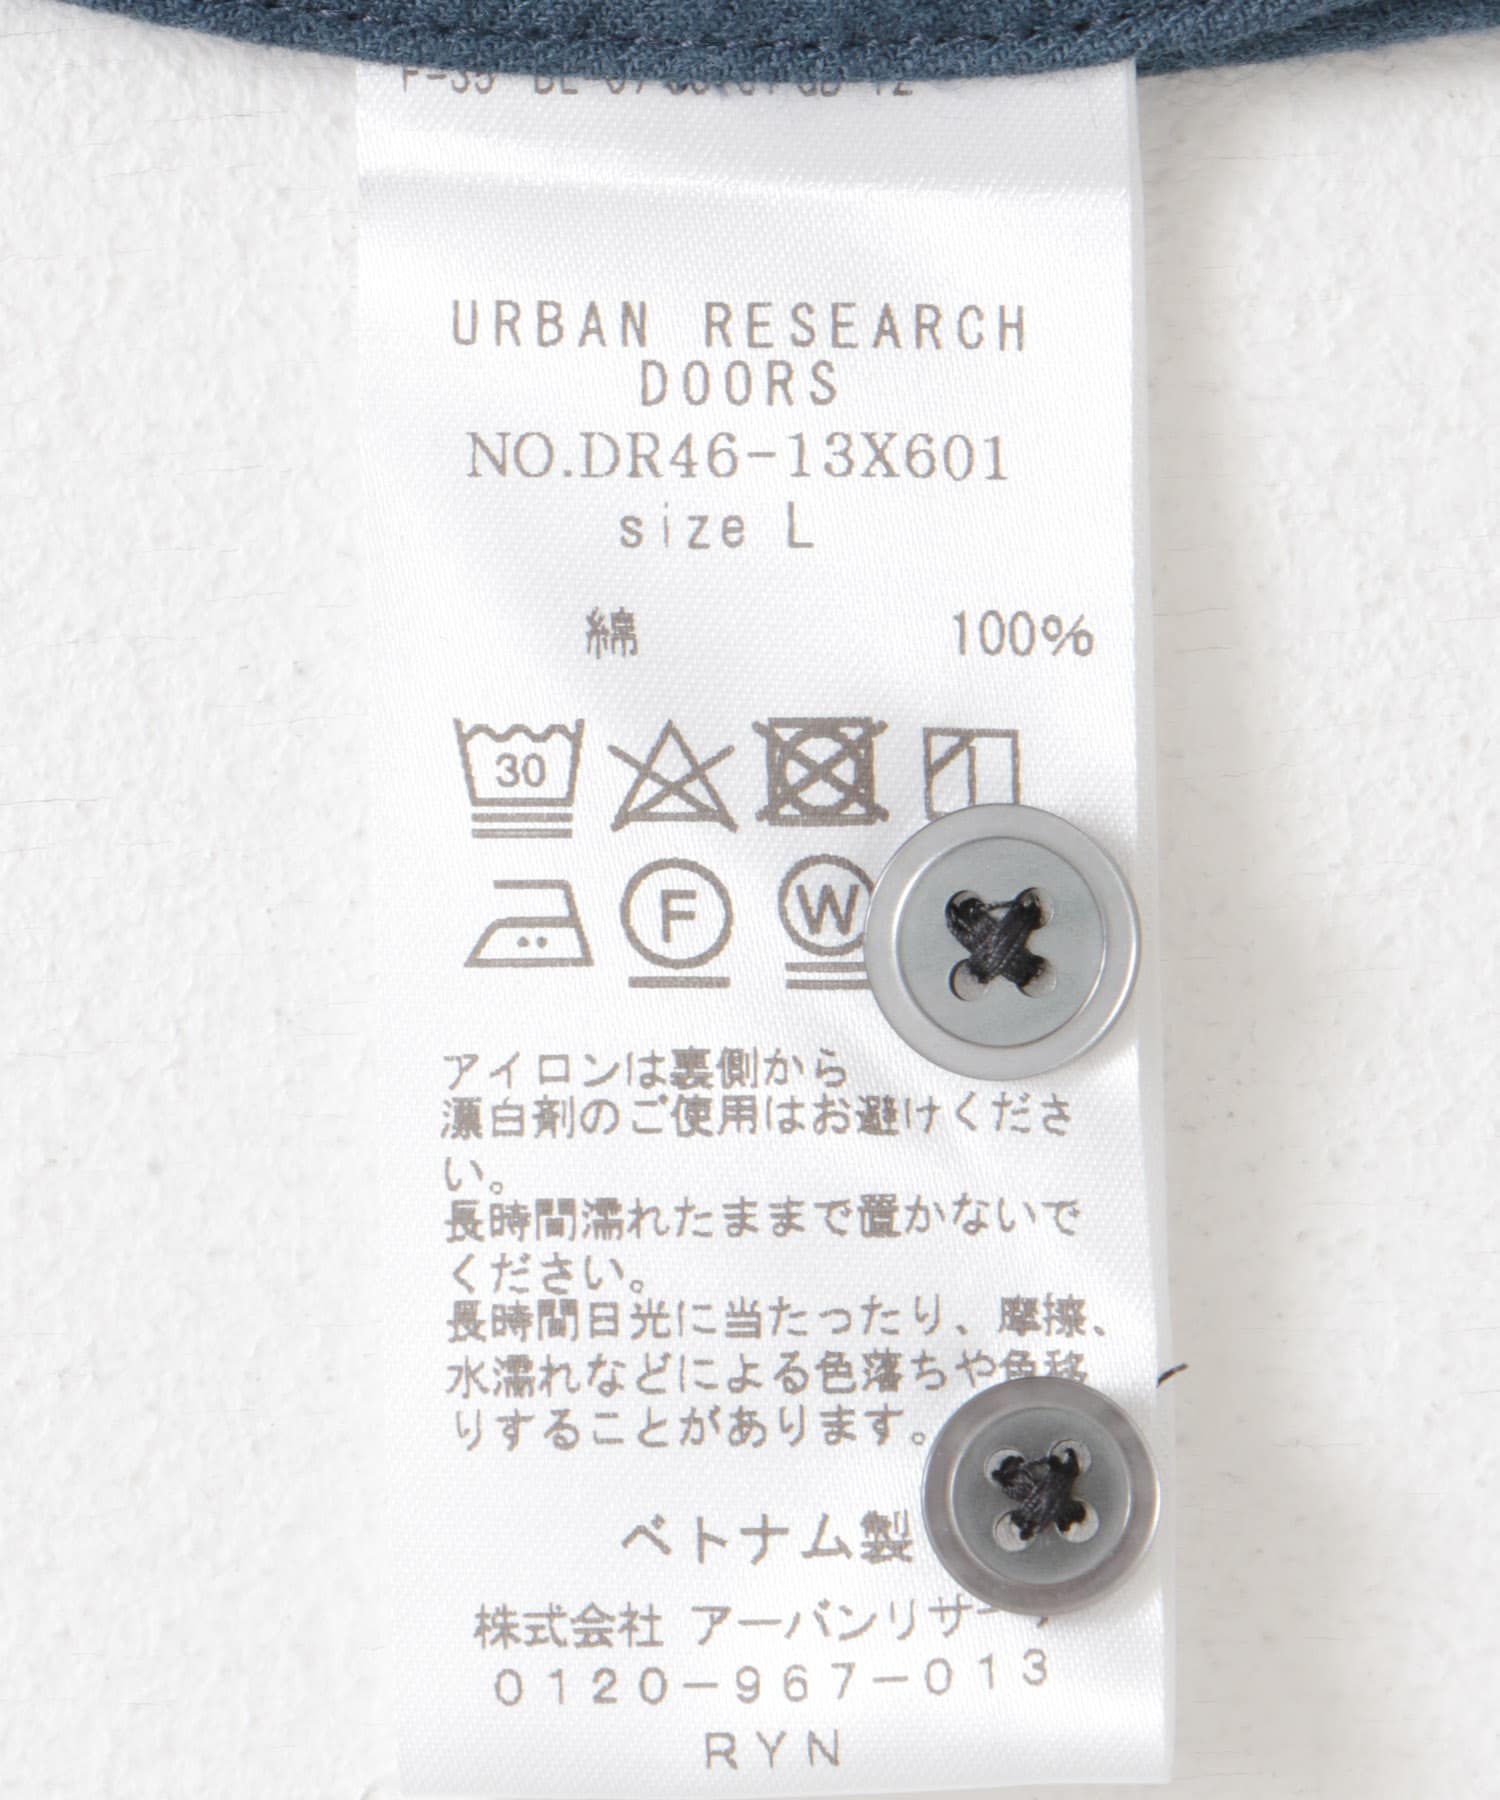 URBAN RESEARCH
DOORS
NO.DR46-13X601
size L
綿 100%
30
F W
アイロンは裏側から
漂白剤のご使用はお避けくださ
い。
長時間濡れたままで置かないで
ください。
長時間日光に当たったり、摩擦、
水濡れなどによる色落ちや色移
りすることがあります。
ベトナム製
株式会社 アーバンリサー
0120-967-013
RYN